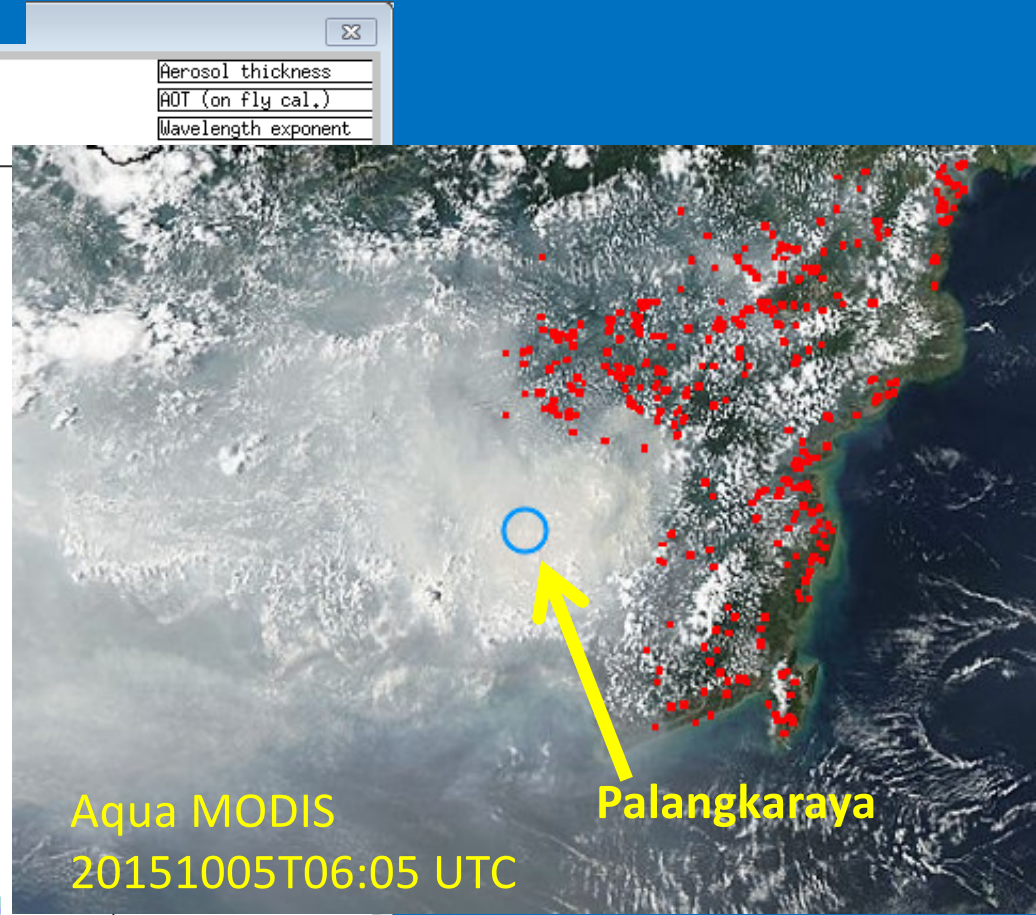 Aerosol thickness
AOT (on fly cal.)
Wavelength exponent
Palangkaraya
Aqua MODIS
20151005T06:05 UTC